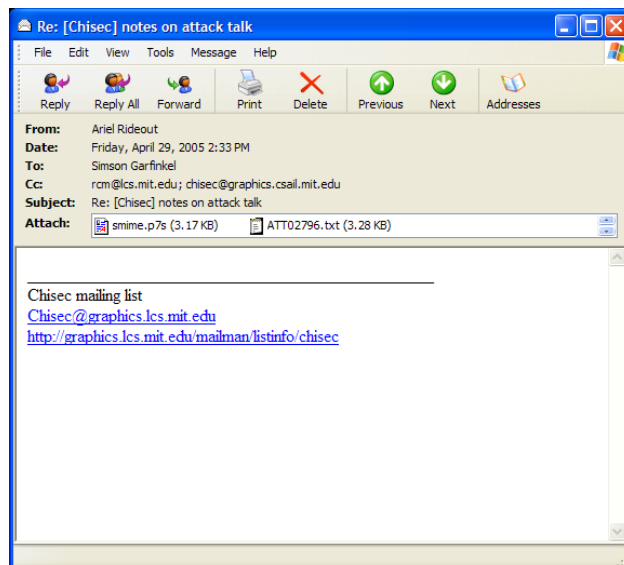 Re: [Chisec] notes on attack talk
File Edit View Tools Message Help
Reply Reply All Forward Print Delete Previous Next Addresses
From: Ariel Rideout
Date: Friday, April 29, 2005 2:33 PM
To: Simson Garfinkel
Cc: rcm@lcs.mit.edu; chisec@graphics.csail.mit.edu
Subject: Re: [Chisec] notes on attack talk
Attach: smime.p7s (3.17 KB) ATT02796.txt (3.28 KB)
Chisec mailing list
Chisec@graphics.lcs.mit.edu
http://graphics.lcs.mit.edu/mailman/listinfo/chisec